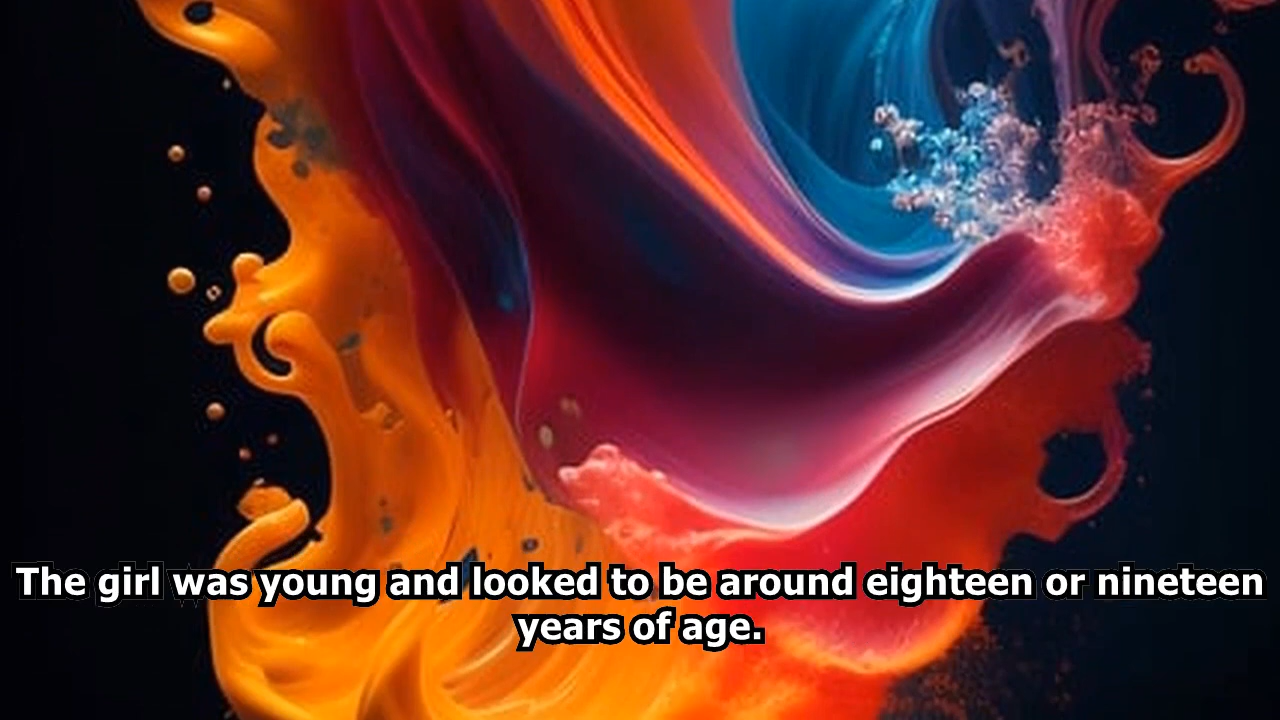 The girl was young and looked to be around eighteen or nineteen
years of age.